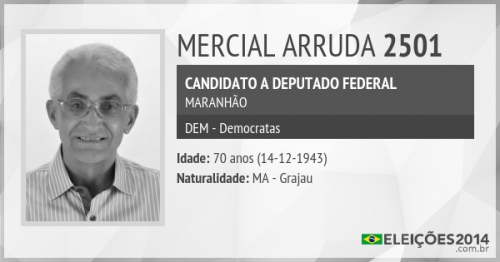 MERCIAL ARRUDA 2501
CANDIDATO A DEPUTADO FEDERAL
MARANHÃO
DEM - Democratas
Idade: 70 anos (14-12-1943)
Naturalidade: MA - Grajau
ELEIÇÕES2014
.com.br